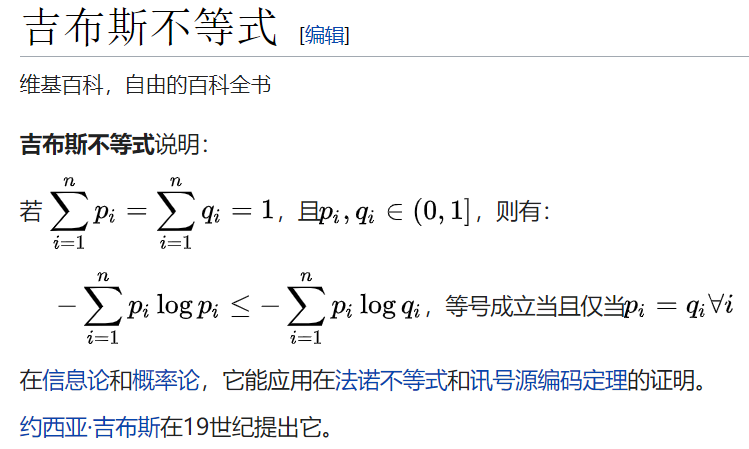 吉布斯不等式 [编辑]
维基百科，自由的百科全书
吉布斯不等式说明：
若 $\sum_{i=1}^{n} p_i = \sum_{i=1}^{n} q_i = 1$，且$p_i, q_i \in (0, 1]$，则有：
$-\sum_{i=1}^{n} p_i \log p_i \leq -\sum_{i=1}^{n} p_i \log q_i$，等号成立当且仅当$p_i = q_i \forall i$
在信息论和概率论，它能应用在法诺不等式和讯号源编码定理的证明。
约西亚·吉布斯在19世纪提出它。